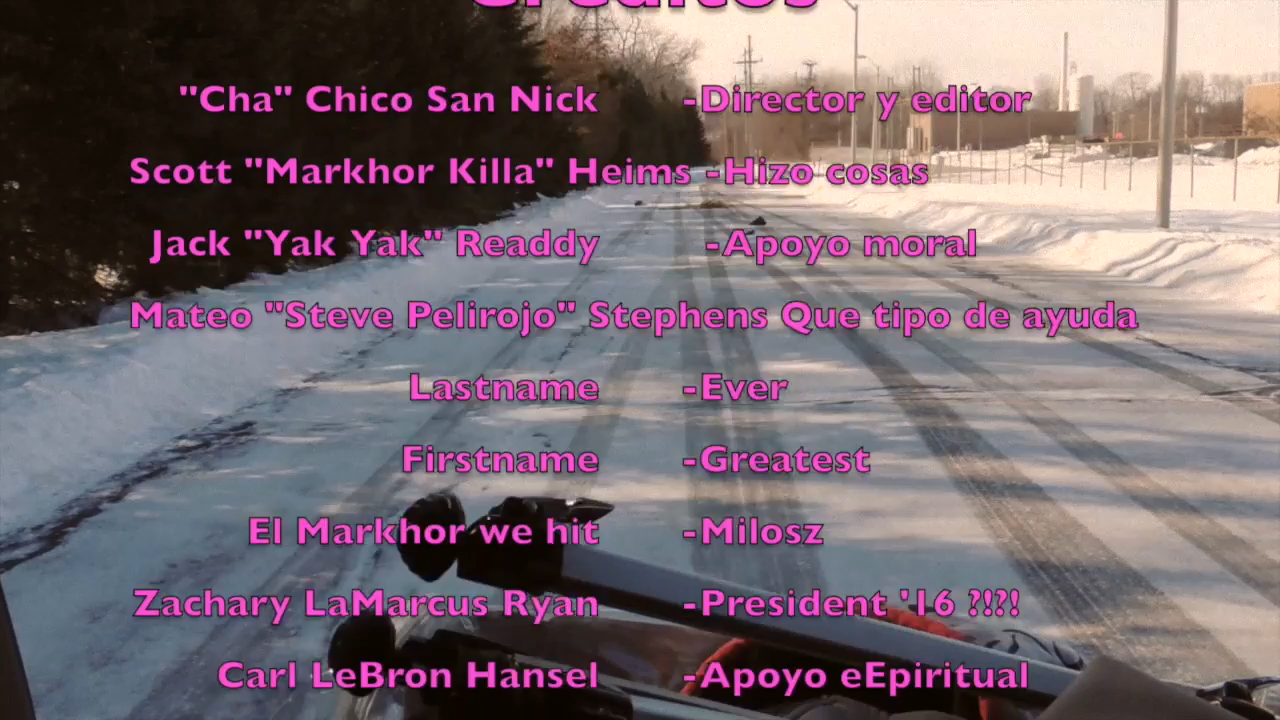 Créditos
"Cha" Chico San Nick -Director y editor
Scott "Markhor Killa" Heims -Hizo cosas
Jack "Yak Yak" Readdy -Apoyo moral
Mateo "Steve Pelirojo" Stephens Que tipo de ayuda
Lastname -Ever
Firstname -Greatest
El Markhor we hit -Milosz
Zachary LaMarcus Ryan -President '16 ?!?!
Carl LeBron Hansel -Apoyo eEpiritual